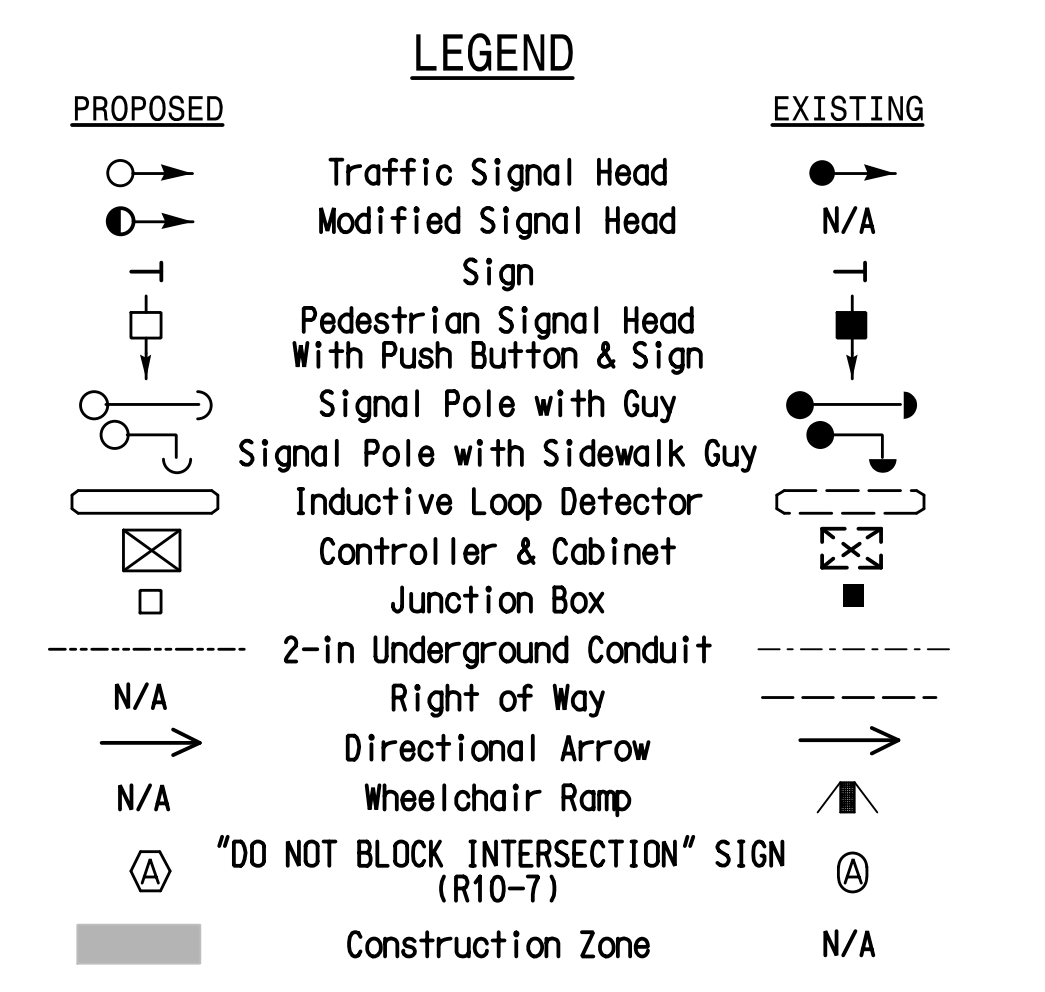 LEGEND
PROPOSED EXISTING
Traffic Signal Head
Modified Signal Head N/A
Sign
Pedestrian Signal Head
With Push Button & Sign
Signal Pole with Guy
Signal Pole with Sidewalk Guy
Inductive Loop Detector
Controller & Cabinet
Junction Box
2-in Underground Conduit
N/A Right of Way
Directional Arrow
N/A Wheelchair Ramp
"DO NOT BLOCK INTERSECTION" SIGN
A (R10-7) A
Construction Zone N/A